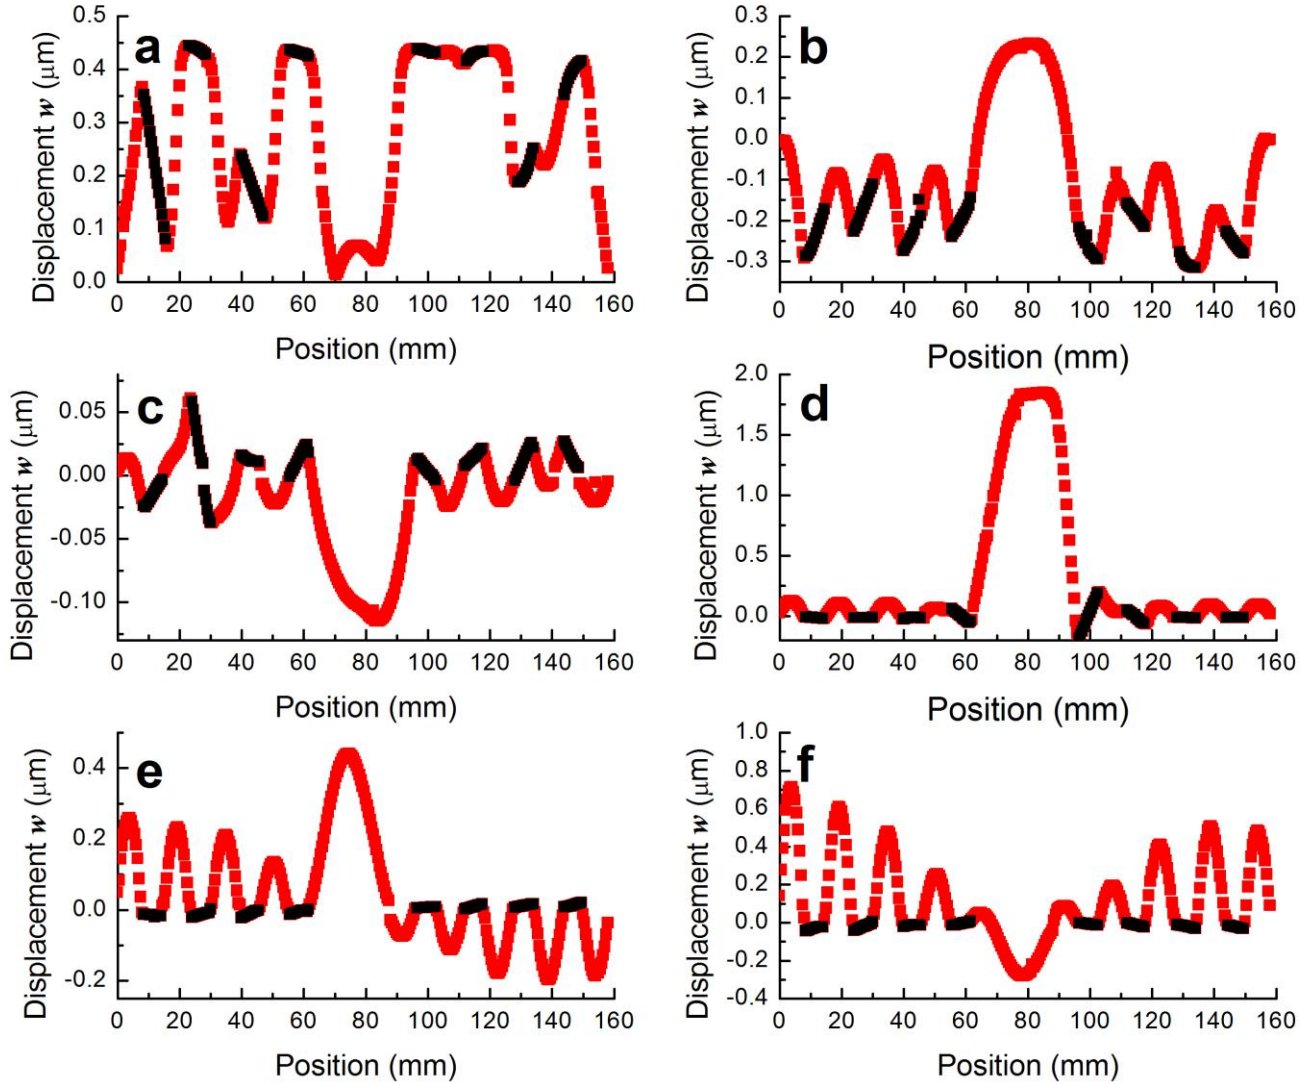 a
Displacement w (μm)
0.5
0.4
0.3
0.2
0.1
0.0
0 20 40 60 80 100 120 140 160
Position (mm)
b
Displacement w (μm)
0.3
0.2
0.1
0.0
-0.1
-0.2
-0.3
0 20 40 60 80 100 120 140 160
Position (mm)
c
Displacement w (μm)
0.05
0.00
-0.05
-0.10
0 20 40 60 80 100 120 140 160
Position (mm)
d
Displacement w (μm)
2.0
1.5
1.0
0.5
0.0
0 20 40 60 80 100 120 140 160
Position (mm)
e
Displacement w (μm)
0.4
0.2
0.0
-0.2
0 20 40 60 80 100 120 140 160
Position (mm)
f
Displacement w (μm)
1.0
0.8
0.6
0.4
0.2
0.0
-0.2
-0.4
0 20 40 60 80 100 120 140 160
Position (mm)